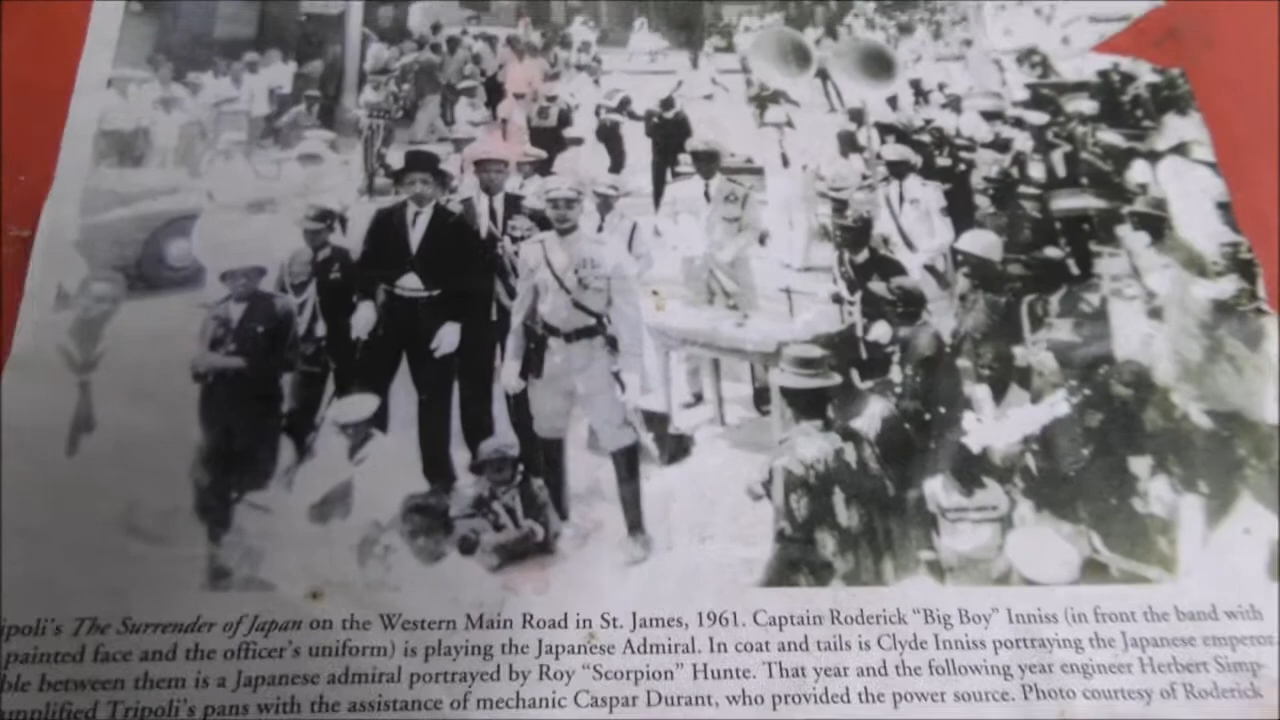 ipoli's The Surrender of Japan on the Western Main Road in St. James, 1961. Captain Roderick “Big Boy” Inniss (in front the band with
painted face and the officer's uniform) is playing the Japanese Admiral. In coat and tails is Clyde Inniss portraying the Japanese emperor
ble between them is a Japanese admiral portrayed by Roy “Scorpion” Hunte. That year and the following year engineer Herbert Simp-
mplified Tripoli's pans with the assistance of mechanic Caspar Durant, who provided the power source. Photo courtesy of Roderick